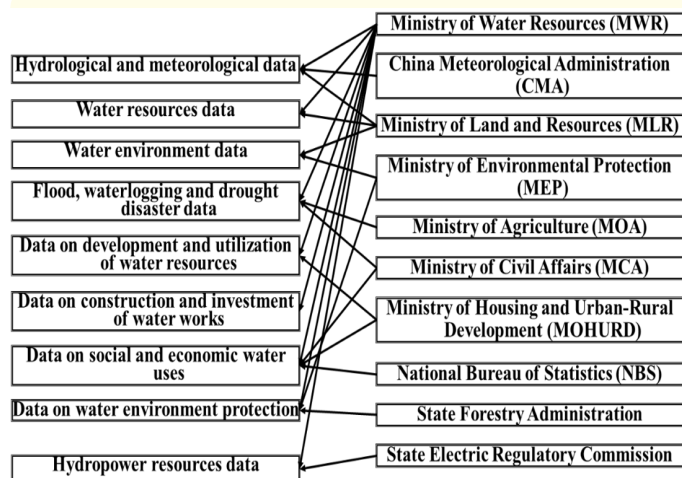 Hydrological and meteorological data
Water resources data
Water environment data
Flood, waterlogging and drought
disaster data
Data on development and utilization
of water resources
Data on construction and investment
of water works
Data on social and economic water
uses
Data on water environment protection
Hydropower resources data
Ministry of Water Resources (MWR)
China Meteorological Administration
(CMA)
Ministry of Land and Resources (MLR)
Ministry of Environmental Protection
(MEP)
Ministry of Agriculture (MOA)
Ministry of Civil Affairs (MCA)
Ministry of Housing and Urban-Rural
Development (MOHURD)
National Bureau of Statistics (NBS)
State Forestry Administration
State Electric Regulatory Commission